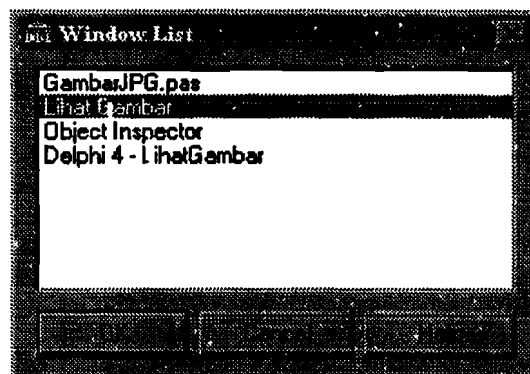 Window List
GambarJPG.pas
Lihat Gambar
Object Inspector
Delphi 4 - LihatGambar